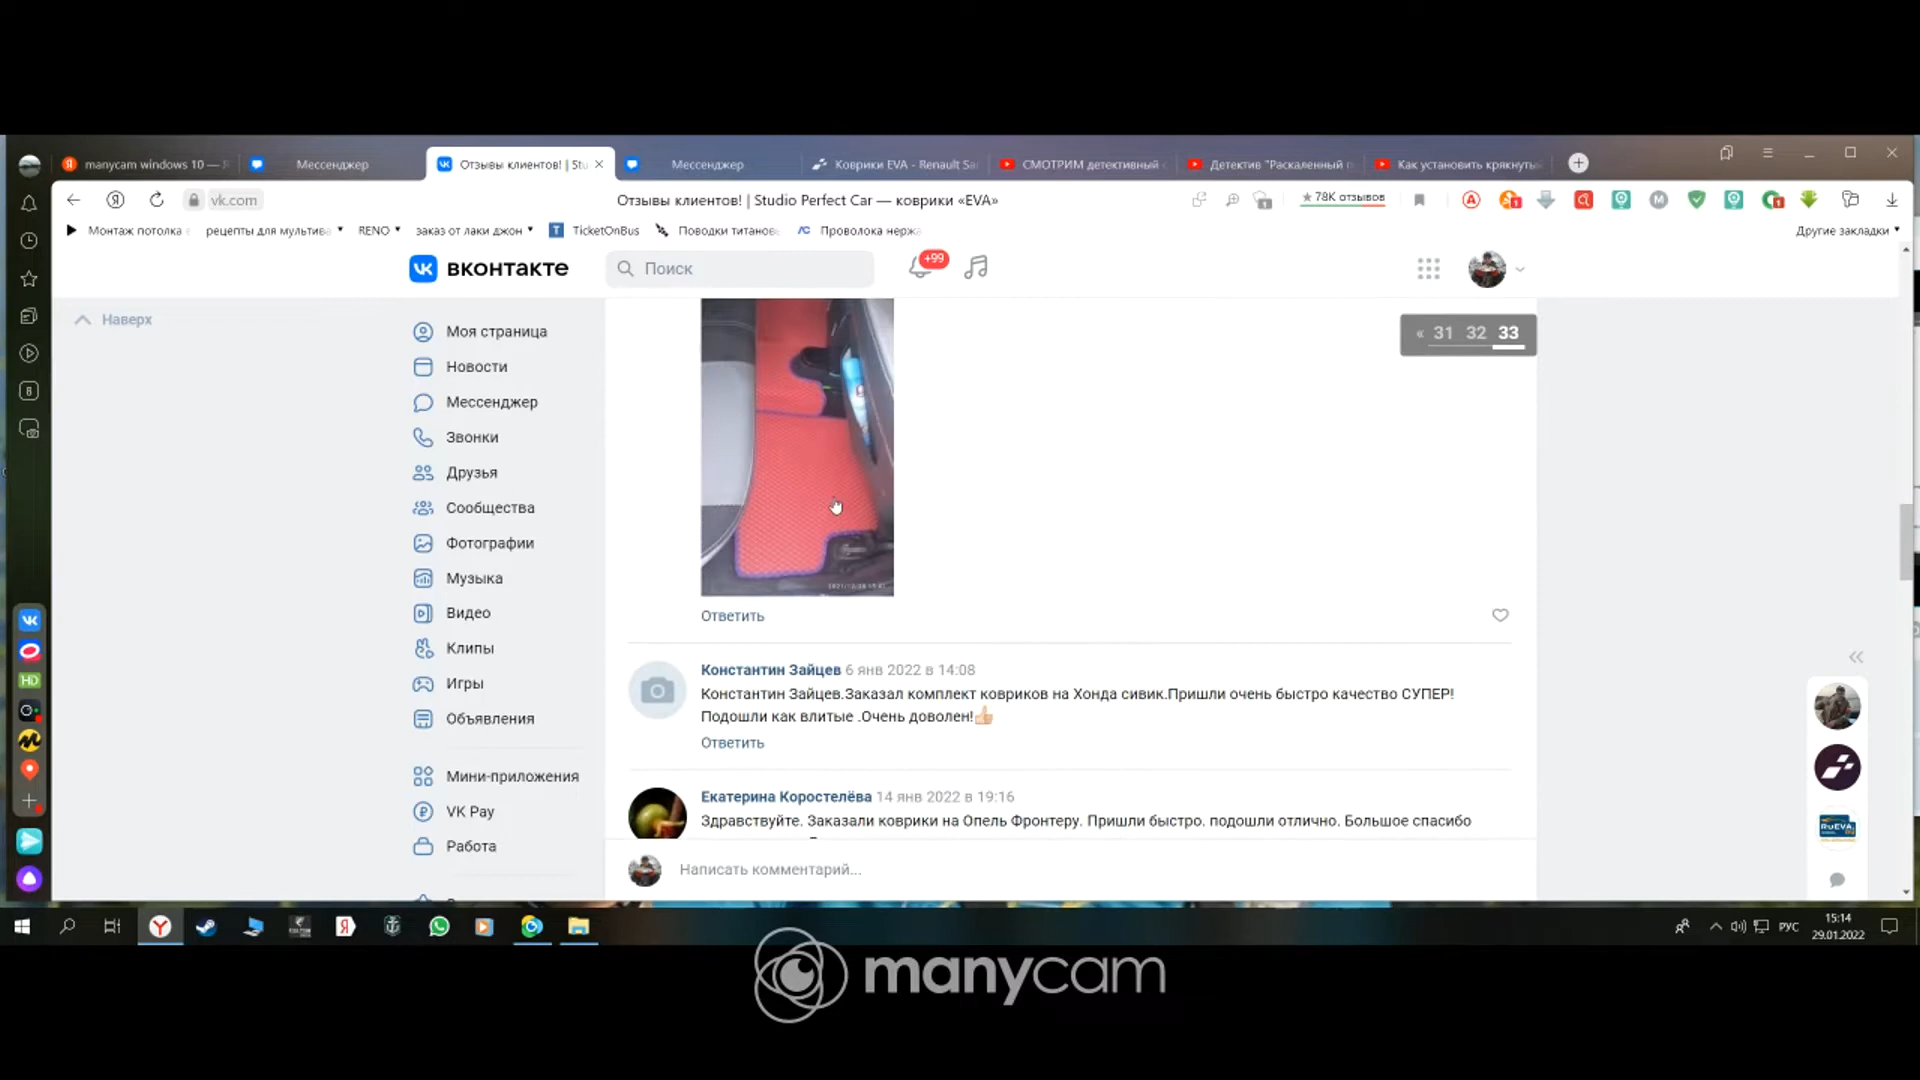 manycam windows 10 — Я
Мессенджер
Отзывы клиентов! | Stu
Мессенджер
Коврики EVA - Renault Sa
СМОТРИМ детективный
Детектив "Раскаленный
Как установить крякнуты
vk.com
Отзывы клиентов! | Studio Perfect Car — коврики «EVA»
78K отзывов
Монтаж потолка
рецепты для мультива
RENO
заказ от лаки джон
TicketOnBus
Поводки титанов
Проволока нержа
Другие закладки
вконтакте
Поиск
+99
Наверх
« 31 32 33
Моя страница
Новости
Мессенджер
Звонки
Друзья
Сообщества
Фотографии
Музыка
Видео
Клипы
Игры
Объявления
Мини-приложения
VK Pay
Работа
Ответить
Константин Зайцев 6 янв 2022 в 14:08
Константин Зайцев.Заказал комплект ковриков на Хонда сивик.Пришли очень быстро качество СУПЕР!
Подошли как влитые .Очень доволен!👍🏻
Ответить
Екатерина Коростелёва 14 янв 2022 в 19:16
Здравствуйте. Заказали коврики на Опель Фронтеру. Пришли быстро. подошли отлично. Большое спасибо
Написать комментарий...
HD
RuEVA
РУС
15:14
29.01.2022
manycam